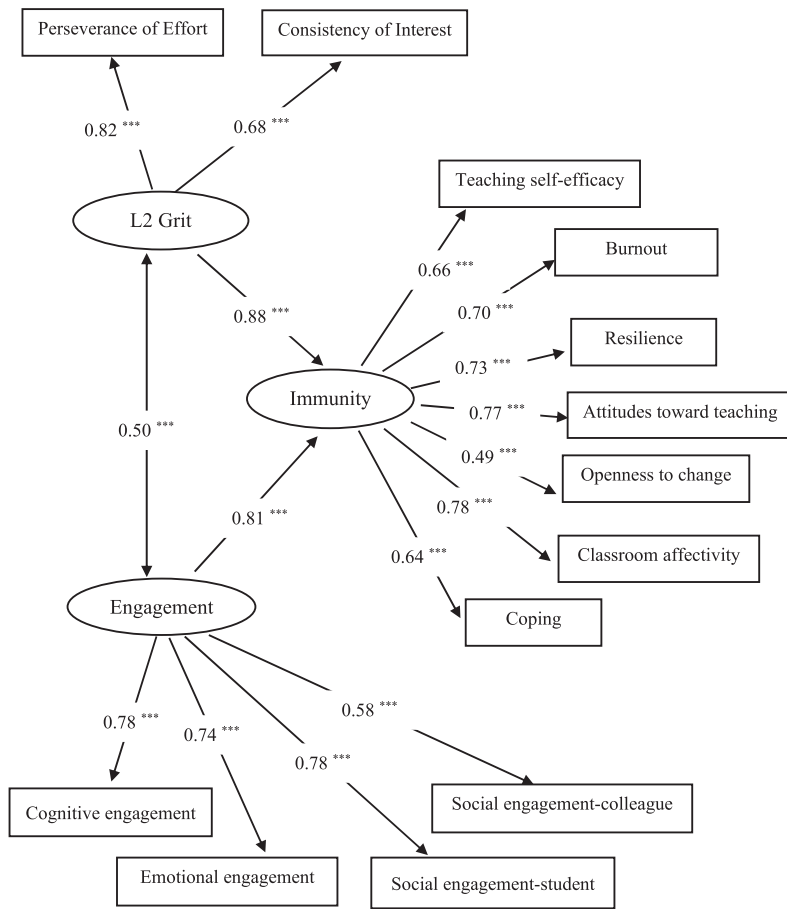 Perseverance of Effort
Consistency of Interest
0.82 ***
0.68 ***
Teaching self-efficacy
L2 Grit
Burnout
0.66 ***
0.88 ***
0.70 ***
Resilience
0.73 ***
Immunity
Attitudes toward teaching
0.77 ***
0.50 ***
0.49 ***
Openness to change
0.78 ***
0.81 ***
0.64 ***
Classroom affectivity
Engagement
Coping
0.58 ***
0.78 ***
0.74 ***
0.78 ***
Social engagement-colleague
Cognitive engagement
Emotional engagement
Social engagement-student